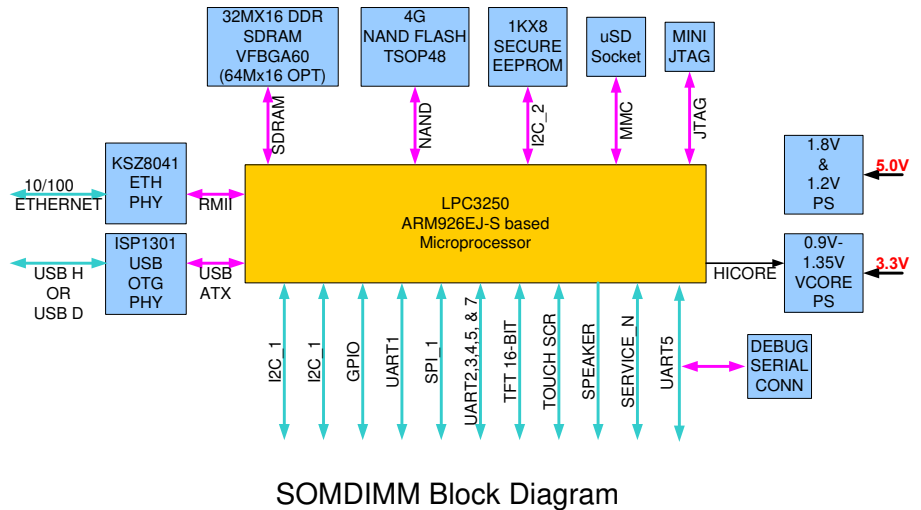 32MX16 DDR
SDRAM
VFBGA60
(64Mx16 OPT)
4G
NAND FLASH
TSOP48
1KX8
SECURE
EEPROM
uSD
Socket
MINI
JTAG
SDRAM
NAND
I2C_2
MMC
JTAG
KSZ8041
ETH
PHY
10/100
ETHERNET
RMII
LPC3250
ARM926EJ-S based
Microprocessor
1.8V
&
1.2V
PS
5.0V
ISP1301
USB
OTG
PHY
USB H
OR
USB D
USB
ATX
HICORE
0.9V-
1.35V
VCORE
PS
3.3V
I2C_1
I2C_1
GPIO
UART1
SPI_1
UART2,3,4,5, & 7
TFT 16-BIT
TOUCH SCR
SPEAKER
SERVICE_N
UART5
DEBUG
SERIAL
CONN
SOMDIMM Block Diagram